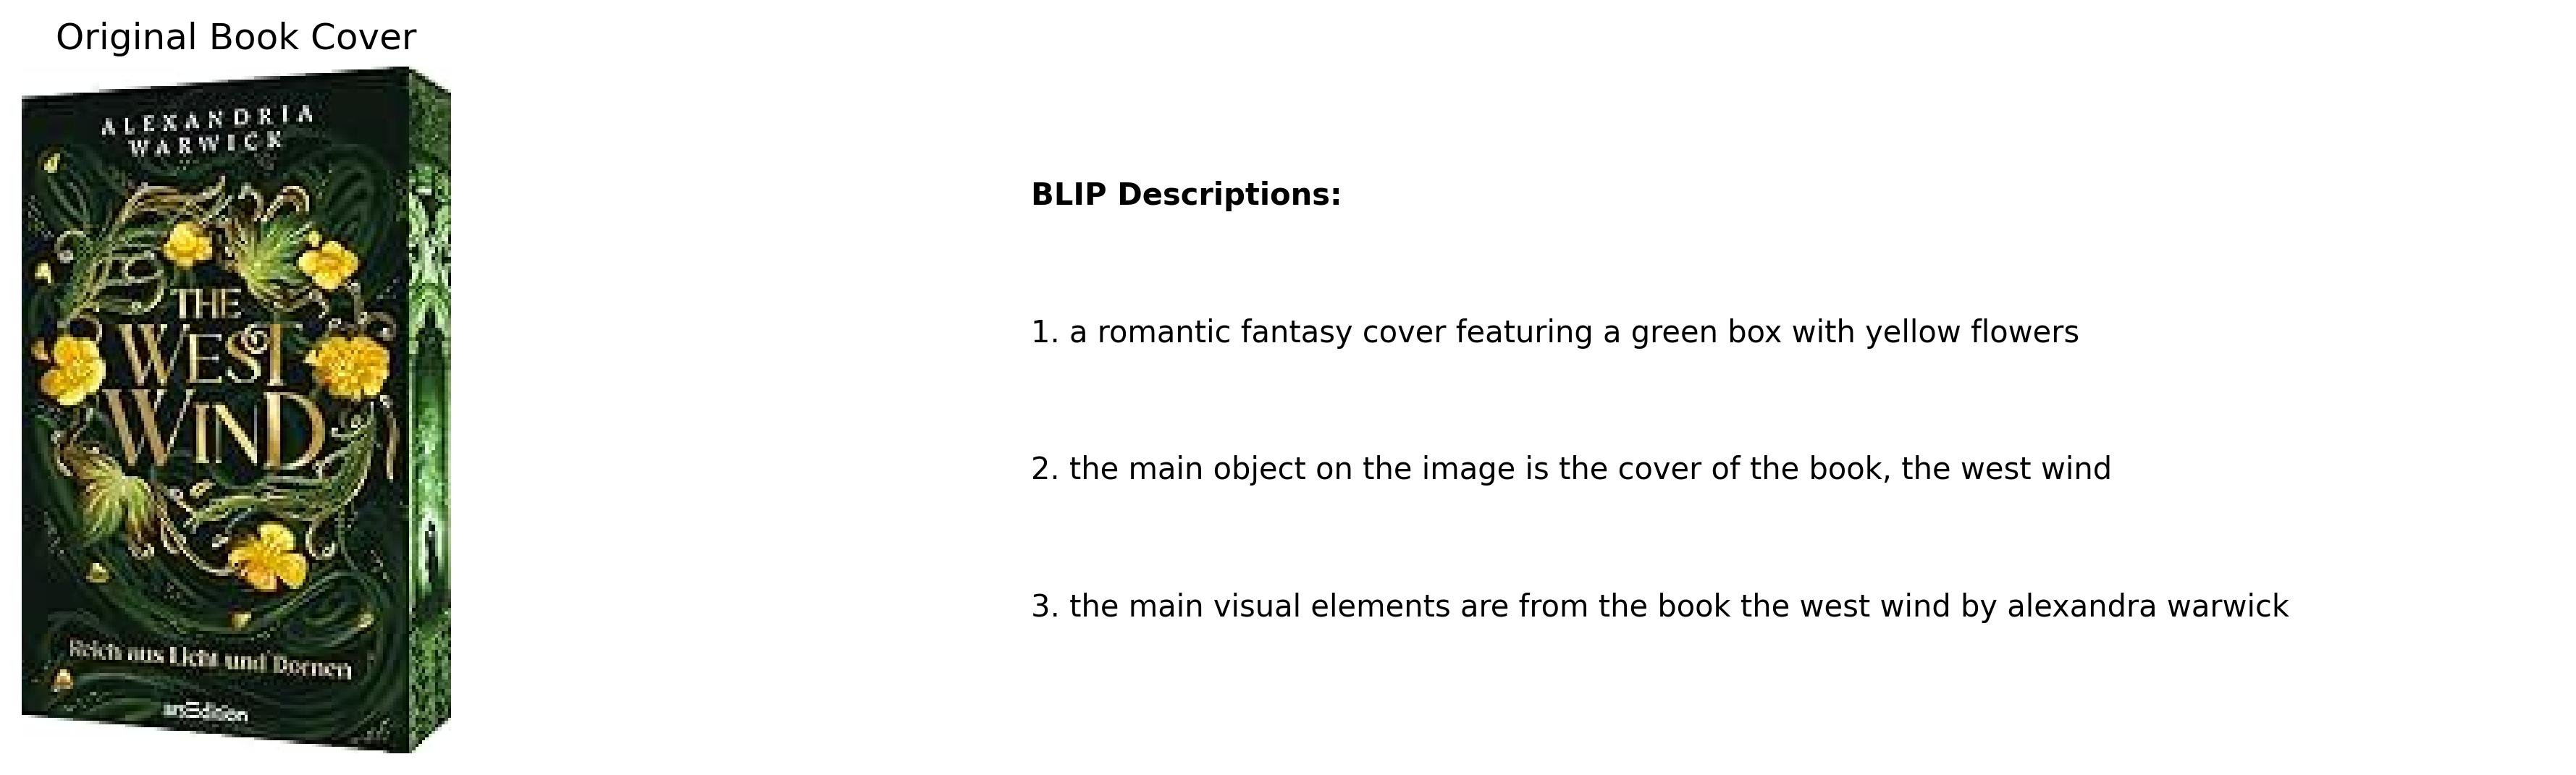 Original Book Cover
ALEXANDRIA
WARWICK
THE
WEST
WIND
Reich aus Licht und Dornen
arsEdition
BLIP Descriptions:
1. a romantic fantasy cover featuring a green box with yellow flowers
2. the main object on the image is the cover of the book, the west wind
3. the main visual elements are from the book the west wind by alexandra warwick